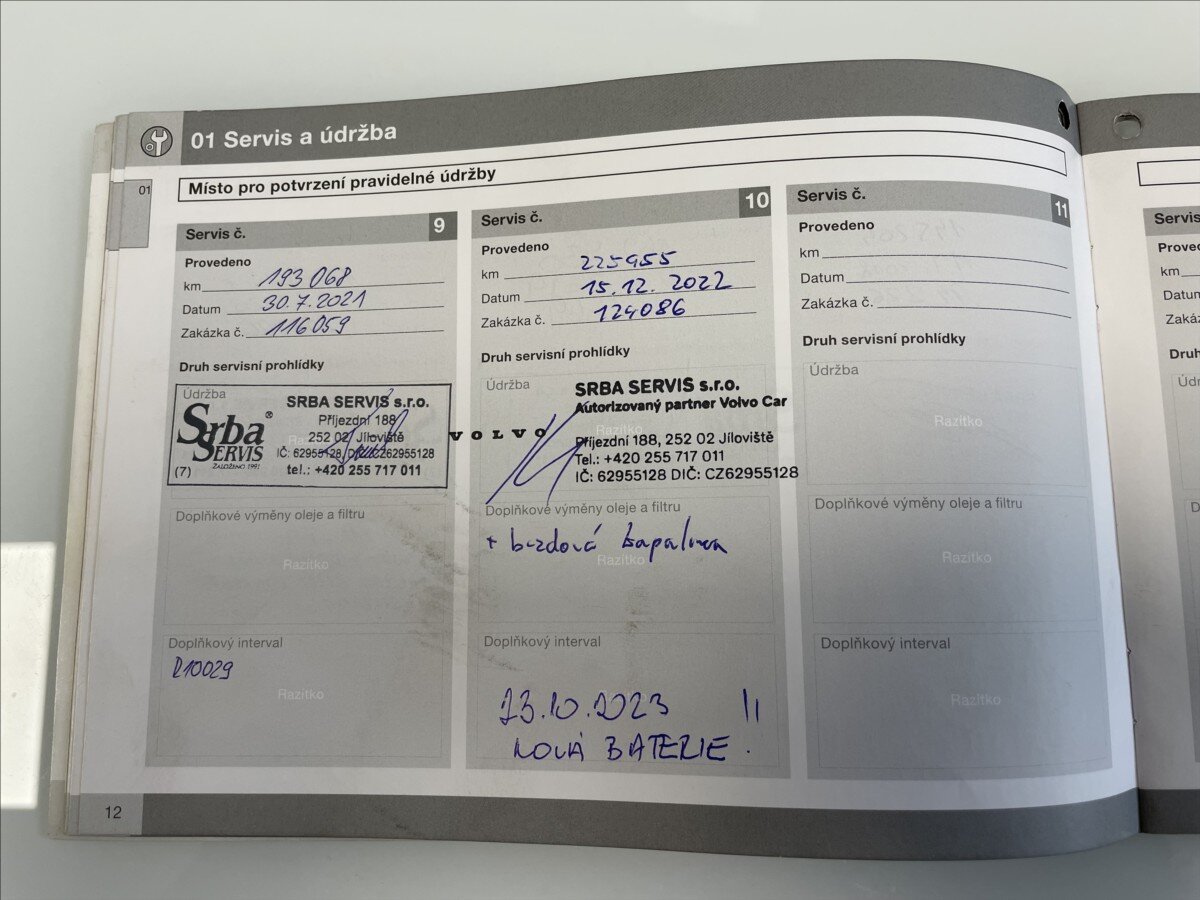 01 Servis a údržba
01
Místo pro potvrzení pravidelné údržby
Servis č. 9
Provedeno
km 193 068
Datum 30.7.2021
Zakázka č. 116059
Druh servisní prohlídky
Údržba
Srba
SERVIS
ZALOŽENO 1991
(7)
®
SRBA SERVIS s.r.o.
Příjezdní 188
252 02 Jíloviště
IČ: 62955128, DIČ: CZ62955128
tel.: +420 255 717 011
Doplňkové výměny oleje a filtru
Razítko
Doplňkový interval
R10029
Razítko
Servis č. 10
Provedeno
km 225955
Datum 15.12.2022
Zakázka č. 124086
Druh servisní prohlídky
Údržba
SRBA SERVIS s.r.o.
Autorizovaný partner Volvo Car
Razítko
VOLVO
Příjezdní 188, 252 02 Jíloviště
Tel.: +420 255 717 011
IČ: 62955128 DIČ: CZ62955128
Doplňkové výměny oleje a filtru
+ brzdová kapalina
Razítko
Doplňkový interval
23.10.2023 !!
NOVÁ BATERIE.
Servis č. 11
Provedeno
km
Datum
Zakázka č.
Druh servisní prohlídky
Údržba
Razítko
Doplňkové výměny oleje a filtru
Razítko
Doplňkový interval
Razítko
12
Servis
km